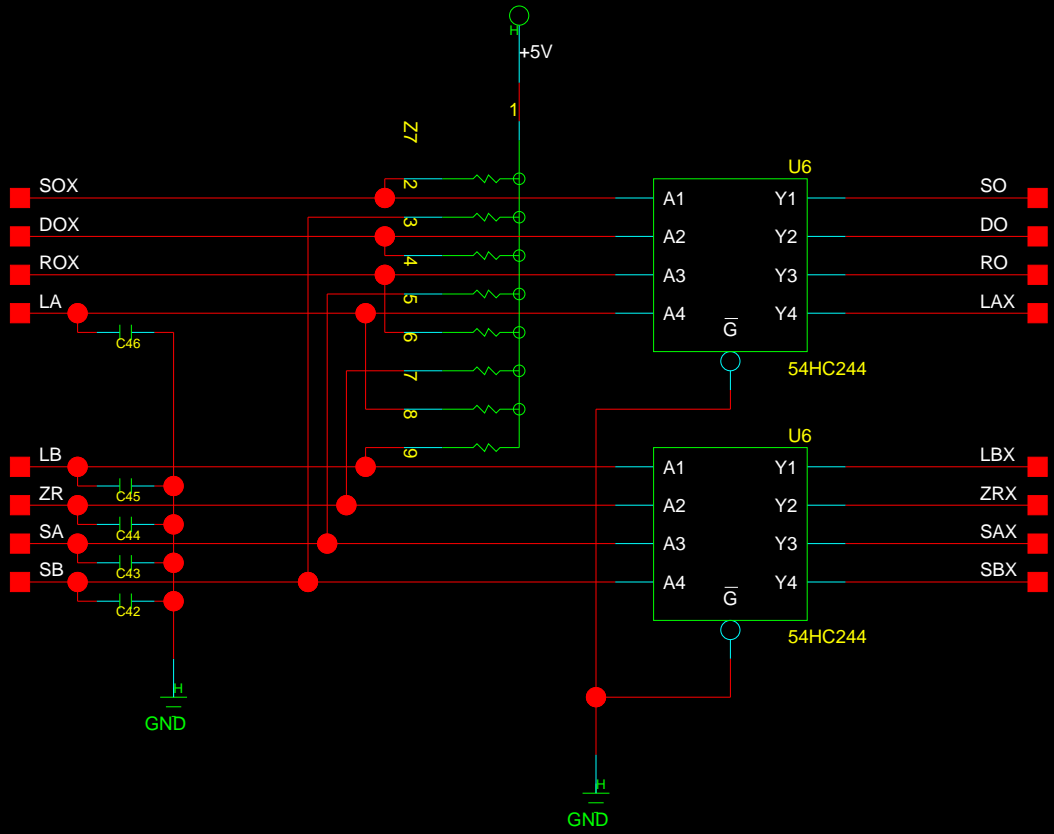 H
+5V
1
Z7
U6
SOX
2
A1
Y1
SO
DOX
3
A2
Y2
DO
ROX
4
A3
Y3
RO
LA
5
A4
Y4
LAX
G
C46
6
54HC244
7
8
U6
LB
9
A1
Y1
LBX
C45
ZR
A2
Y2
ZRX
C44
SA
A3
Y3
SAX
C43
SB
A4
Y4
SBX
G
C42
54HC244
H
GND
H
GND